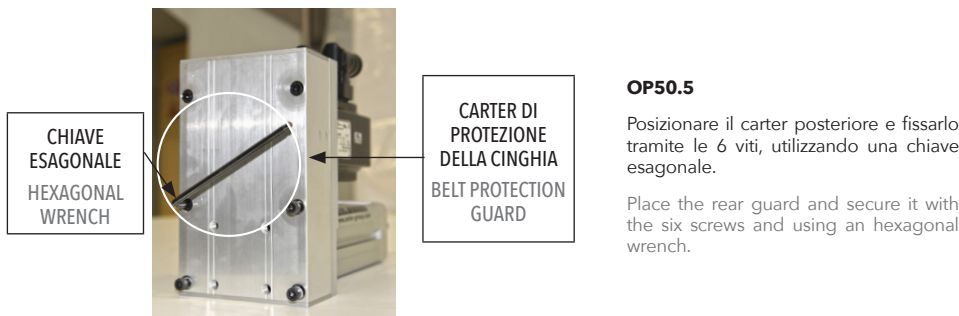 CHIAVE
ESAGONALE
HEXAGONAL
WRENCH
CARTER DI
PROTEZIONE
DELLA CINGHIA
BELT PROTECTION
GUARD
OP50.5
Posizionare il carter posteriore e fissarlo
tramite le 6 viti, utilizzando una chiave
esagonale.
Place the rear guard and secure it with
the six screws and using an hexagonal
wrench.